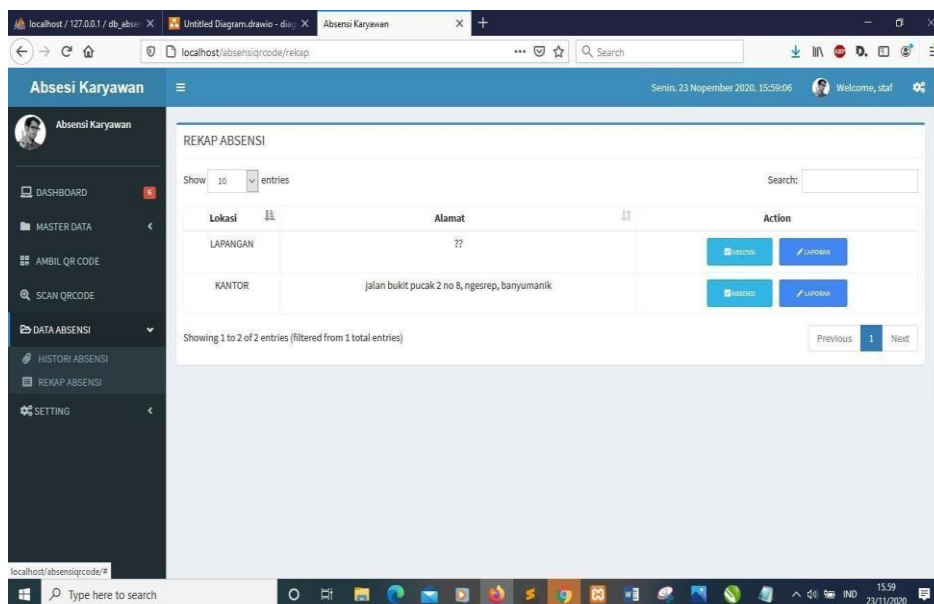 localhost / 127.0.0.1 / db_abser
Untitled Diagram.drawio - diag
Absensi Karyawan
localhost/absensiqrcode/rekap
Search
Absesi Karyawan
Senin, 23 Nopember 2020. 15:59:06
Welcome, staf
Absensi Karyawan
DASHBOARD
MASTER DATA
AMBIL QR CODE
SCAN QRCODE
DATA ABSENSI
HISTORI ABSENSI
REKAP ABSENSI
SETTING
REKAP ABSENSI
Show 10 entries
Search:
Lokasi Alamat Action
LAPANGAN ?? ABSENSI LAPORAN
KANTOR jalan bukit pucak 2 no 8, ngesrep, banyumanik ABSENSI LAPORAN
Showing 1 to 2 of 2 entries (filtered from 1 total entries)
Previous 1 Next
localhost/absensiqrcode/#
Type here to search
IND
15.59
23/11/2020